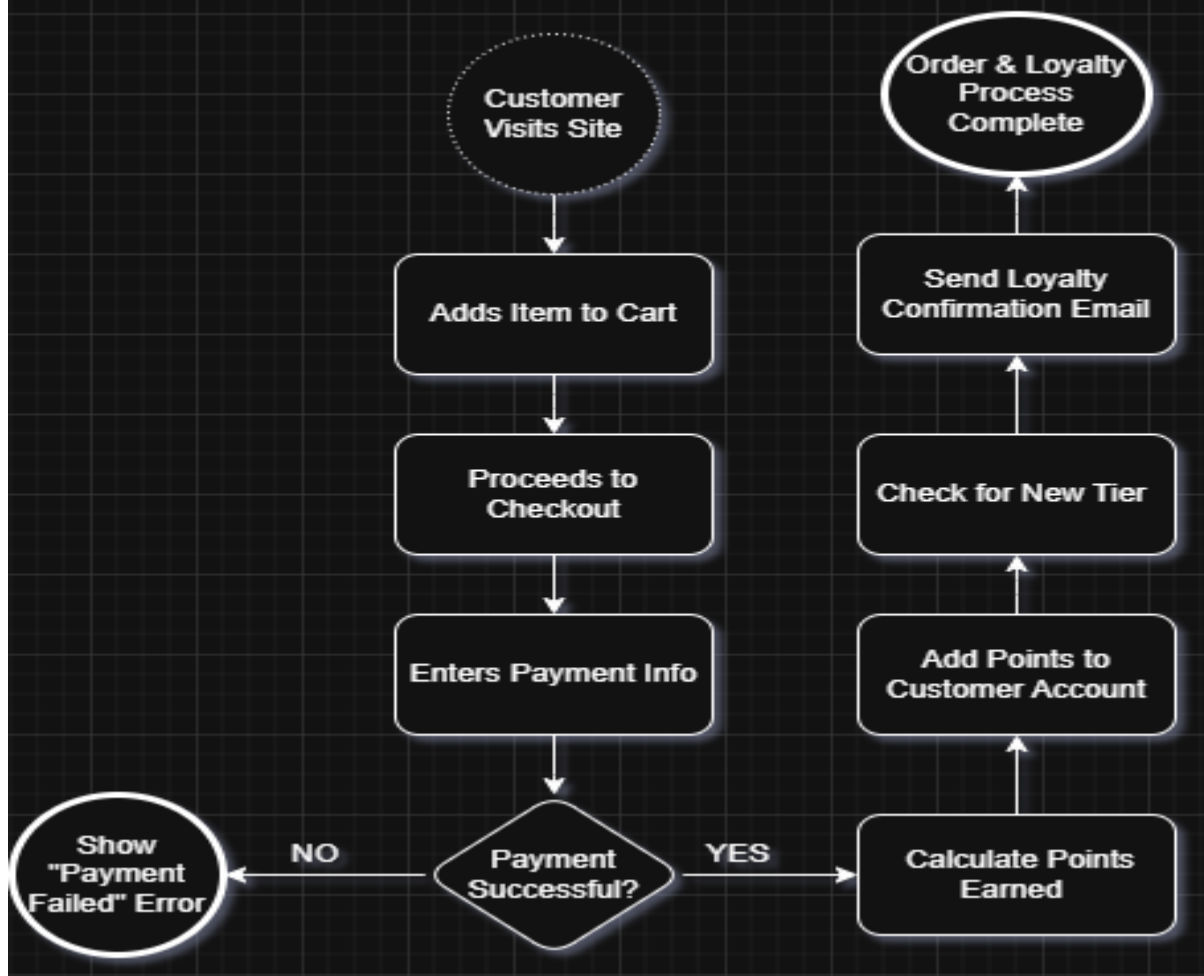 Customer
Visits Site
Adds Item to Cart
Proceeds to
Checkout
Enters Payment Info
Payment
Successful?
NO
Show
"Payment
Failed" Error
YES
Calculate Points
Earned
Add Points to
Customer Account
Check for New Tier
Send Loyalty
Confirmation Email
Order & Loyalty
Process
Complete